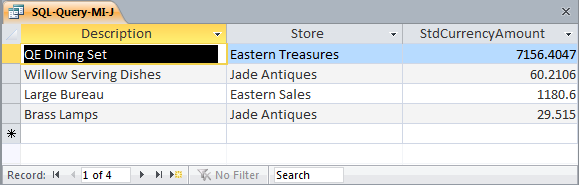 SQL-Query-MI-J
Description Store StdCurrencyAmount
QE Dining Set Eastern Treasures 7156.4047
Willow Serving Dishes Jade Antiques 60.2106
Large Bureau Eastern Sales 1180.6
Brass Lamps Jade Antiques 29.515
Record: 1 of 4 No Filter Search